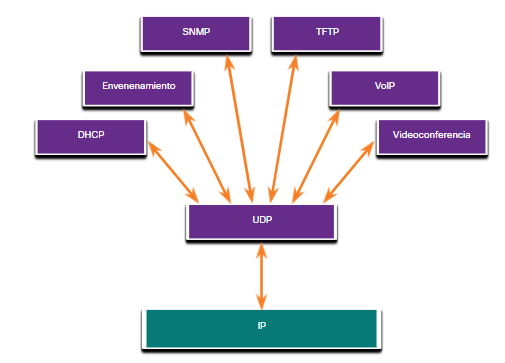 SNMP
TFTP
Envenenamiento
VoIP
DHCP
Videoconferencia
UDP
IP